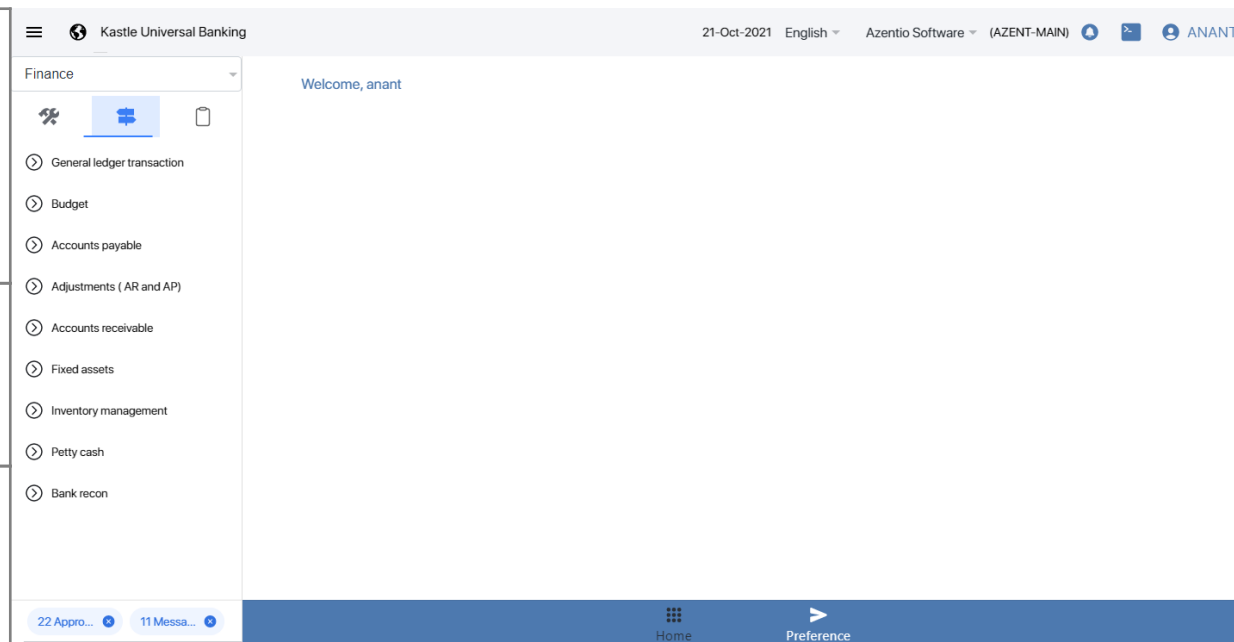 Kastle Universal Banking
21-Oct-2021 English Azentio Software (AZENT-MAIN) ANANT
Finance
Welcome, anant
General ledger transaction
Budget
Accounts payable
Adjustments ( AR and AP)
Accounts receivable
Fixed assets
Inventory management
Petty cash
Bank recon
22 Appro... 11 Messa...
Home Preference